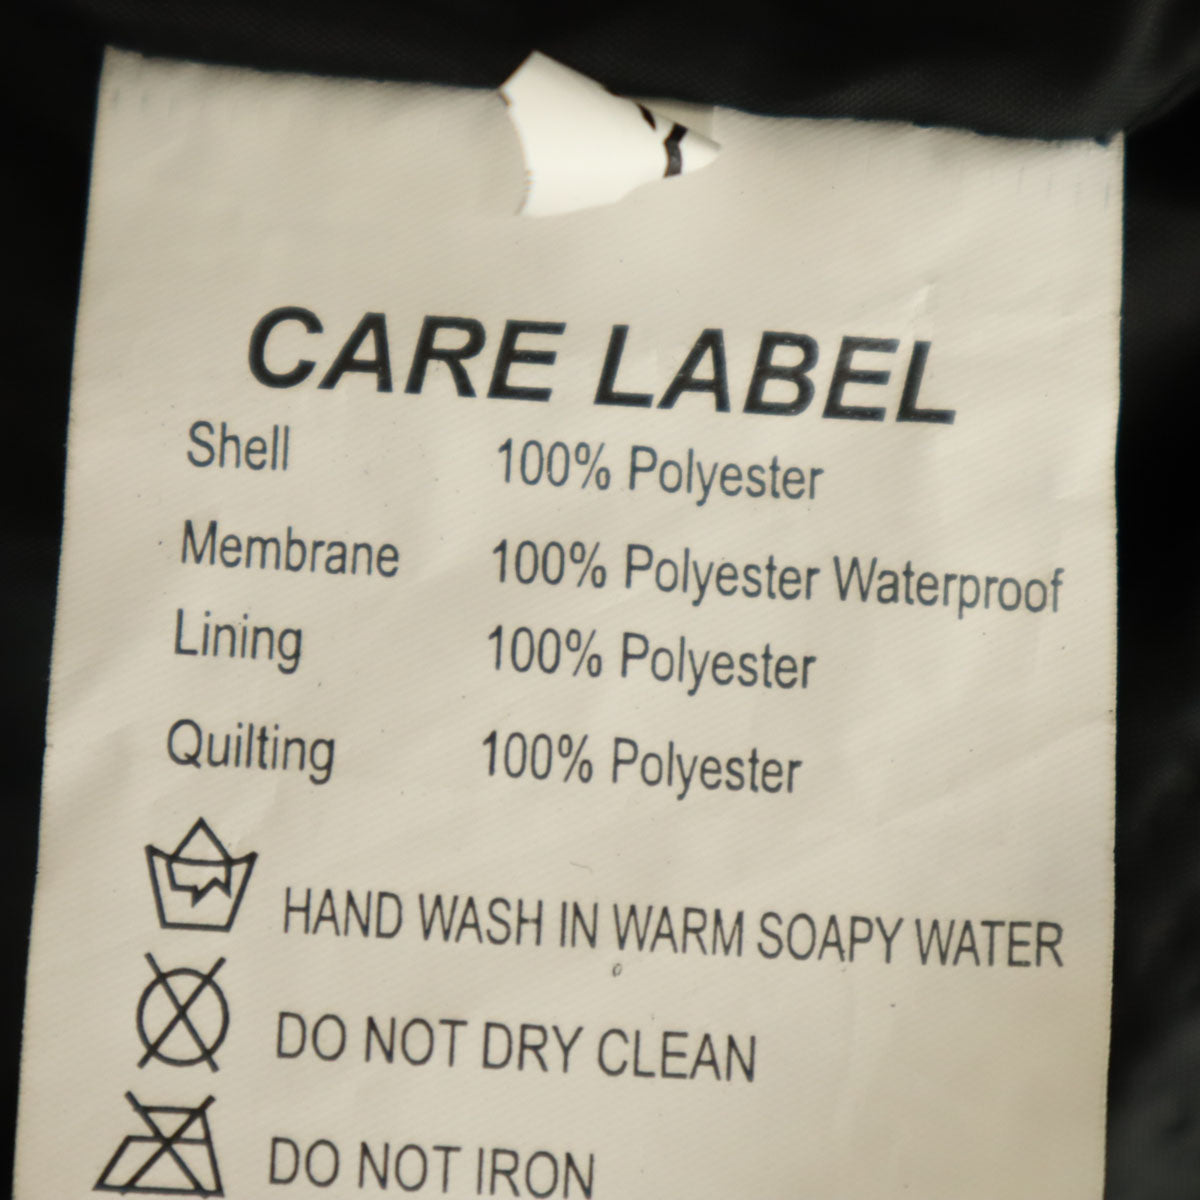 CARE LABEL
Shell 100% Polyester
Membrane 100% Polyester Waterproof
Lining 100% Polyester
Quilting 100% Polyester
HAND WASH IN WARM SOAPY WATER
DO NOT DRY CLEAN
DO NOT IRON